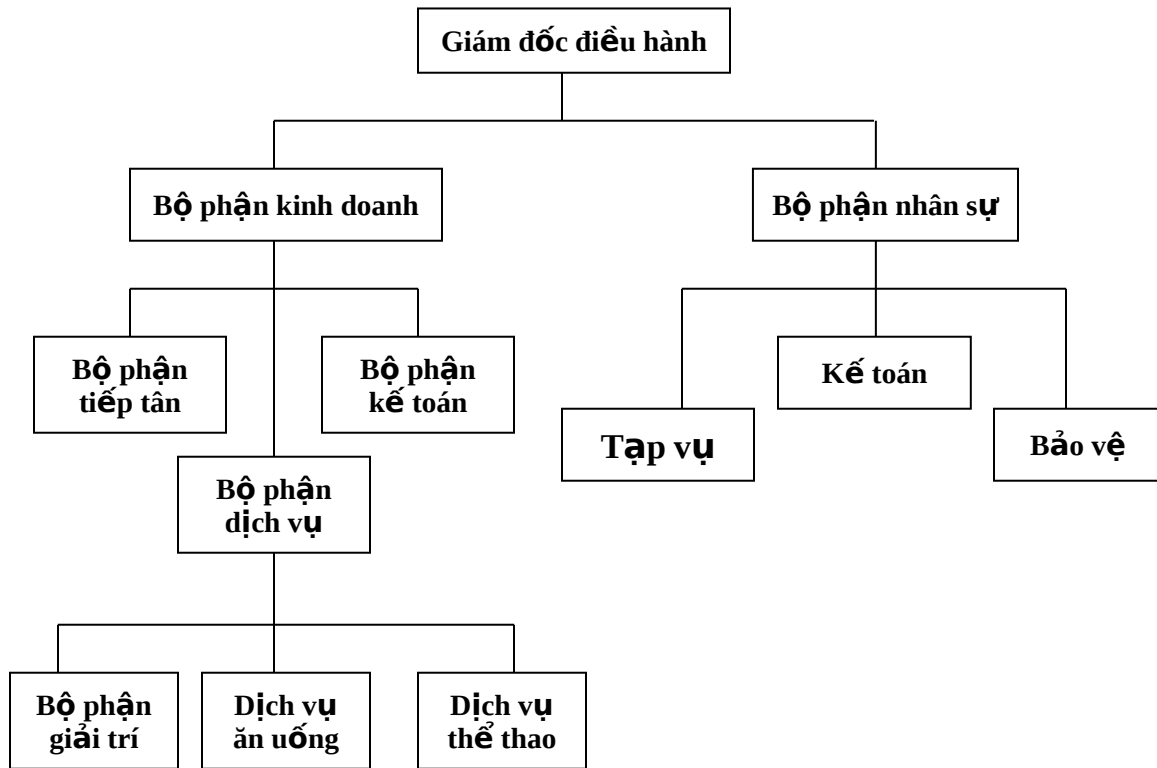 Giám đốc điều hành
Bộ phận kinh doanh
Bộ phận nhân sự
Bộ phận
tiếp tân
Bộ phận
kế toán
Kế toán
Tạp vụ
Bảo vệ
Bộ phận
dịch vụ
Bộ phận
giải trí
Dịch vụ
ăn uống
Dịch vụ
thể thao